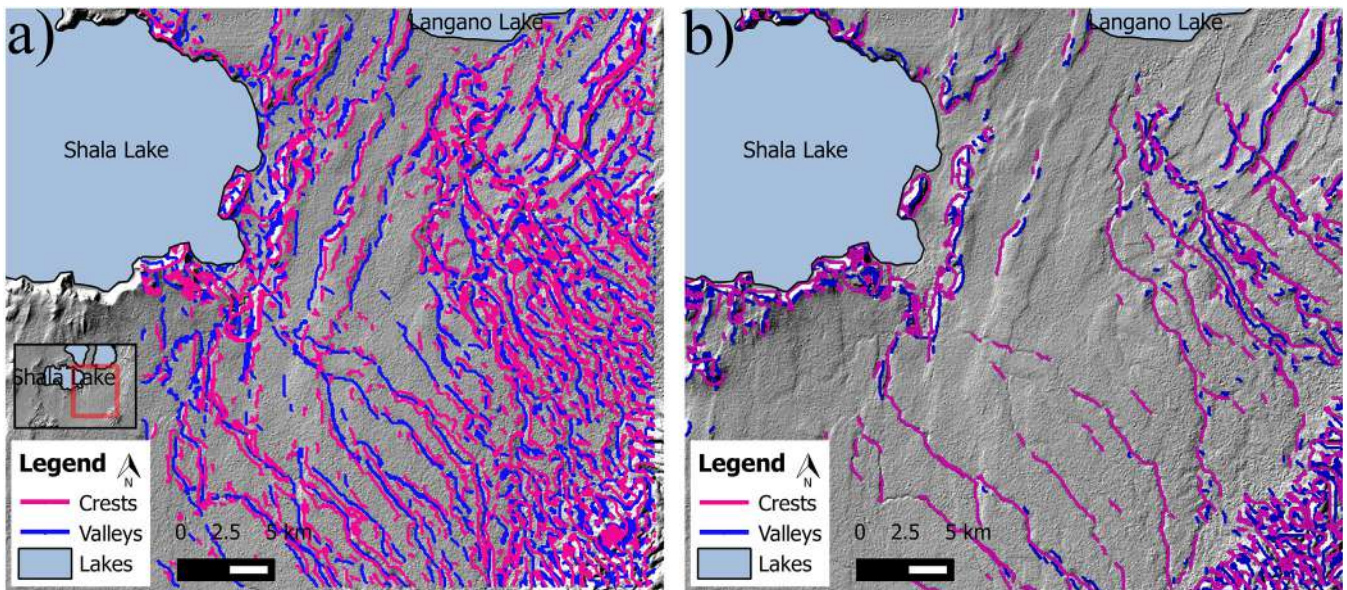 a)
Langano Lake
Shala Lake
Shala Lake
Legend
N
Crests
Valleys
Lakes
0 2.5 5 km
b)
Langano Lake
Shala Lake
Legend
N
Crests
Valleys
Lakes
0 2.5 5 km